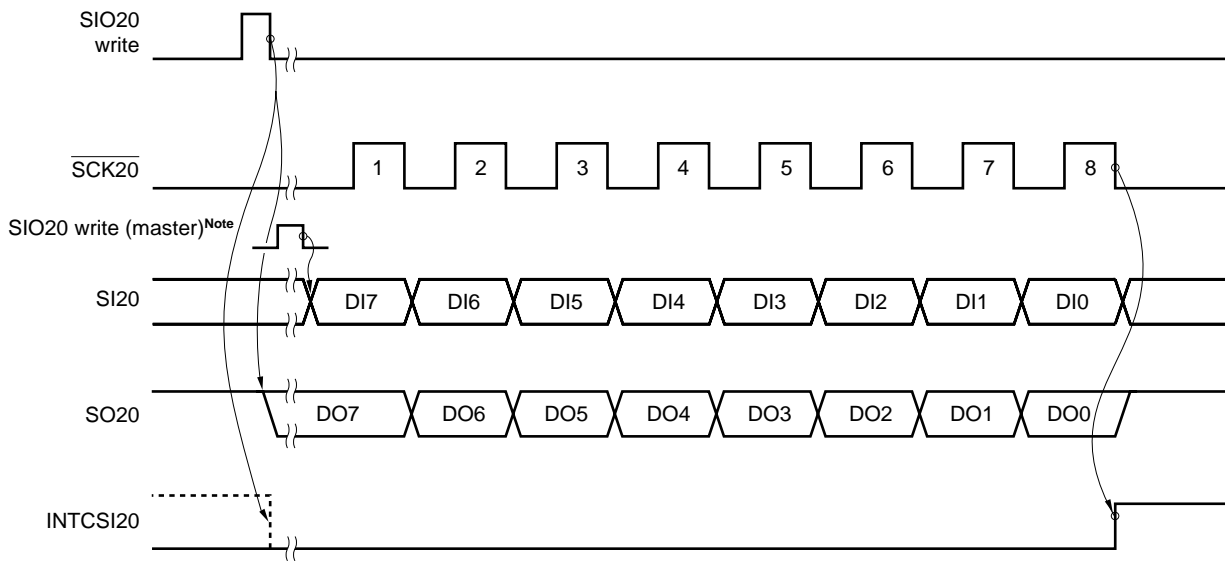 SIO20
write
SCK20
1 2 3 4 5 6 7 8
SIO20 write (master)Note
SI20
DI7 DI6 DI5 DI4 DI3 DI2 DI1 DI0
SO20
DO7 DO6 DO5 DO4 DO3 DO2 DO1 DO0
INTCSI20